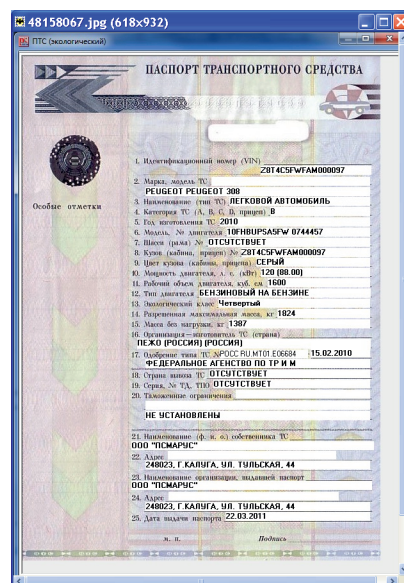 48158067.jpg (618x932)
ПТС (экологический)
ПАСПОРТ ТРАНСПОРТНОГО СРЕДСТВА
Особые отметки
1. Идентификационный номер (VIN)
Z8T4C5FWFAM000097
2. Марка, модель ТС
PEUGEOT PEUGEOT 308
3. Наименование (тип ТС) ЛЕГКОВОЙ АВТОМОБИЛЬ
4. Категория ТС (А, В, С, D, прицеп) B
5. Год изготовления ТС 2010
6. Модель, № двигателя 10FHBUPSA5FW 0744457
7. Шасси (рама) № ОТСУТСТВУЕТ
8. Кузов (кабина, прицеп) № Z8T4C5FWFAM000097
9. Цвет кузова (кабины, прицепа) СЕРЫЙ
10. Мощность двигателя, л. с. (кВт) 120 (88.00)
11. Рабочий объем двигателя, куб. см 1600
12. Тип двигателя БЕНЗИНОВЫЙ НА БЕНЗИНЕ
13. Экологический класс Четвертый
14. Разрешенная максимальная масса, кг 1824
15. Масса без нагрузки, кг 1387
16. Организация—изготовитель ТС (страна)
ПЕЖО (РОССИЯ) (РОССИЯ)
17. Одобрение типа ТС №РОСС RU.MT01.E06684 15.02.2010
ФЕДЕРАЛЬНОЕ АГЕНСТВО ПО ТР И М
18. Страна вывоза ТС ОТСУТСТВУЕТ
19. Серия, № ТД, ТПО ОТСУТСТВУЕТ
20. Таможенные ограничения
НЕ УСТАНОВЛЕНЫ
21. Наименование (ф. и. о.) собственника ТС
ООО "ПСМАРУС"
22. Адрес
248023, Г.КАЛУГА, УЛ. ТУЛЬСКАЯ, 44
23. Наименование организации, выдавшей паспорт
ООО "ПСМАРУС"
24. Адрес
248023, Г.КАЛУГА, УЛ. ТУЛЬСКАЯ, 44
25. Дата выдачи паспорта 22.03.2011
м. п. Подпись